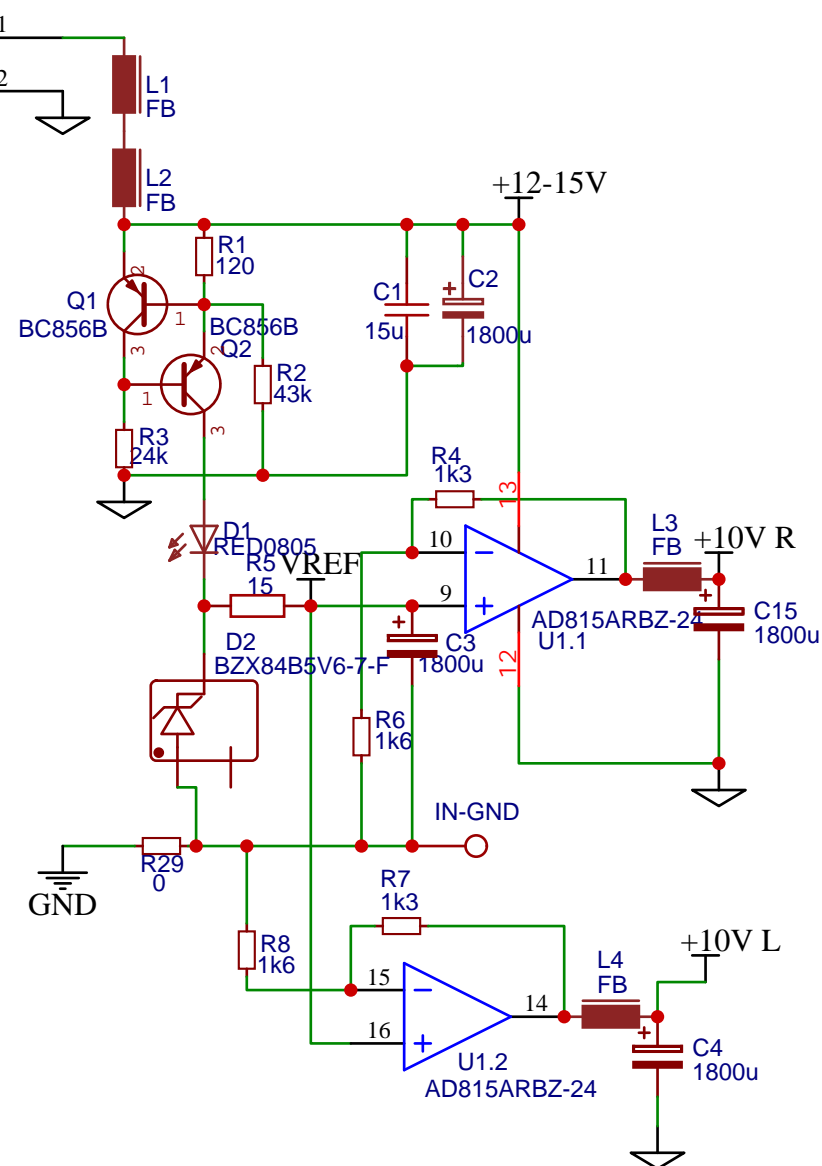 1
2
L1
FB
L2
FB
+12-15V
R1
120
2
Q1
BC856B
1
3
BC856B
2
Q2
C1
15u
C2
1800u
R2
43k
1
3
R3
24k
R4
1k3
13
D1
RED0805
R5
15
VREF
10
9
11
L3
FB
+10V R
AD815ARBZ-24
U1.1
12
C15
1800u
C3
1800u
D2
BZX84B5V6-7-F
R6
1k6
IN-GND
R29
0
GND
R7
1k3
R8
1k6
15
16
14
L4
FB
+10V L
U1.2
AD815ARBZ-24
C4
1800u